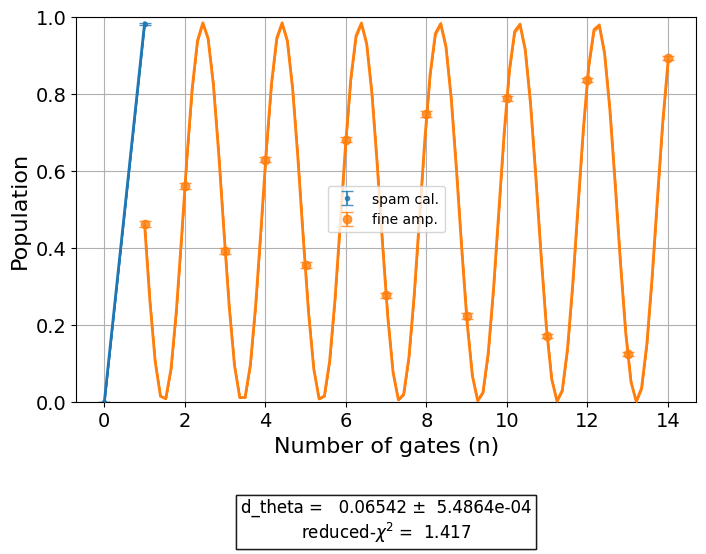 1.0
0.8
0.6
0.4
0.2
0.0
Population
spam cal.
fine amp.
0 2 4 6 8 10 12 14
Number of gates (n)
d_theta = 0.06542 ± 5.4864e-04
reduced-χ² = 1.417